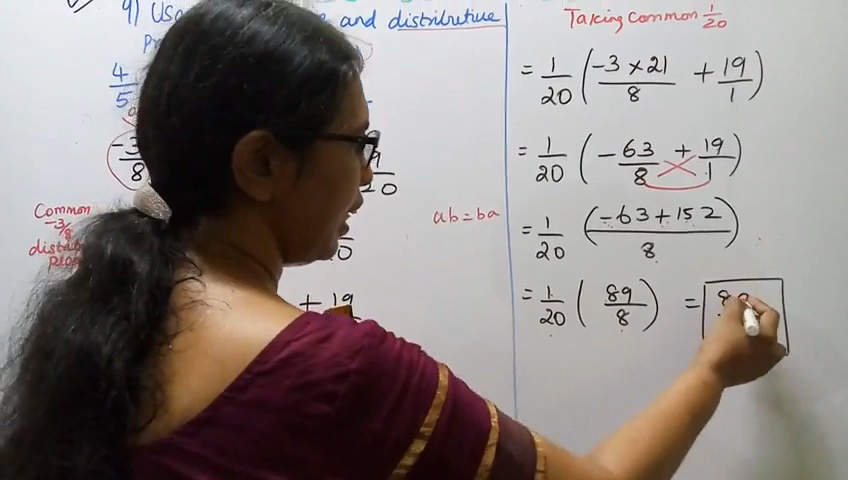 9) Us e and distributive
Taking Common 1/20
4/5
-3/8
20
Common
-3/8
ab = ba
+ 19
= 1/20 ( -3 × 21 / 8 + 19/1 )
= 1/20 ( - 63/8 + 19/1 )
= 1/20 ( -63 + 152 / 8 )
= 1/20 ( 89/8 ) =